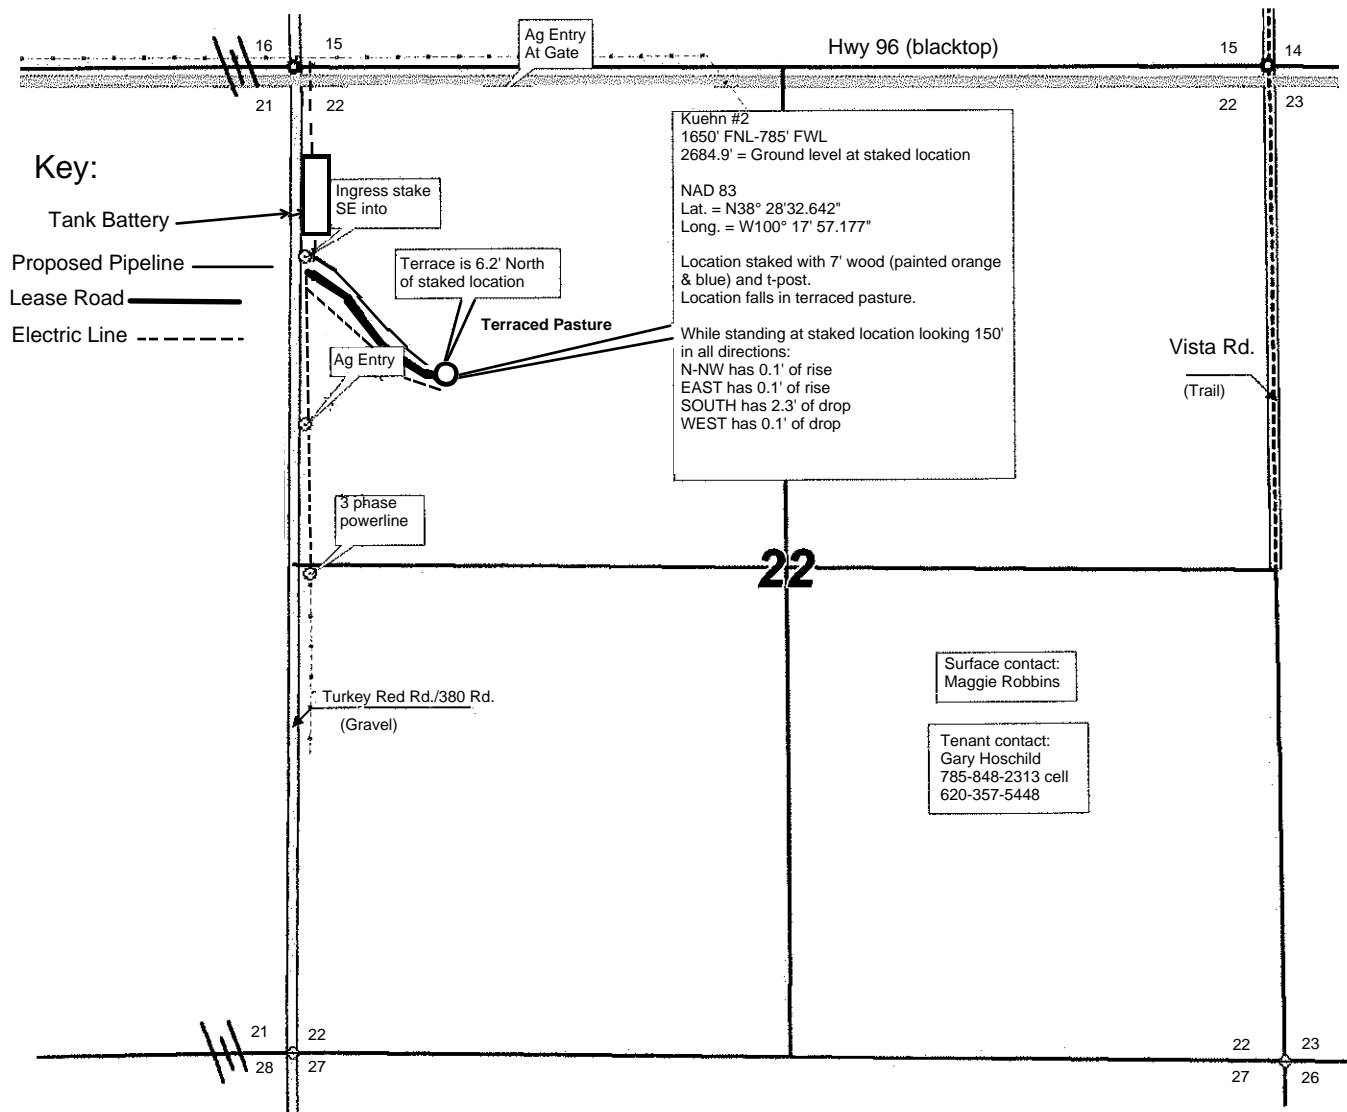 16 15
Ag Entry
At Gate
Hwy 96 (blacktop)
15 14
21 22
22 23
Key:
Tank Battery
Proposed Pipeline
Lease Road
Electric Line
Ingress stake
SE into
Terrace is 6.2' North
of staked location
Terraced Pasture
Ag Entry
3 phase
powerline
Kuehn #2
1650' FNL-785' FWL
2684.9' = Ground level at staked location
NAD 83
Lat. = N38° 28'32.642"
Long. = W100° 17' 57.177"
Location staked with 7' wood (painted orange
& blue) and t-post.
Location falls in terraced pasture.
While standing at staked location looking 150'
in all directions:
N-NW has 0.1' of rise
EAST has 0.1' of rise
SOUTH has 2.3' of drop
WEST has 0.1' of drop
Vista Rd.
(Trail)
22
Turkey Red Rd./380 Rd.
(Gravel)
Surface contact:
Maggie Robbins
Tenant contact:
Gary Hoschild
785-848-2313 cell
620-357-5448
21 22
28 27
22 23
27 26